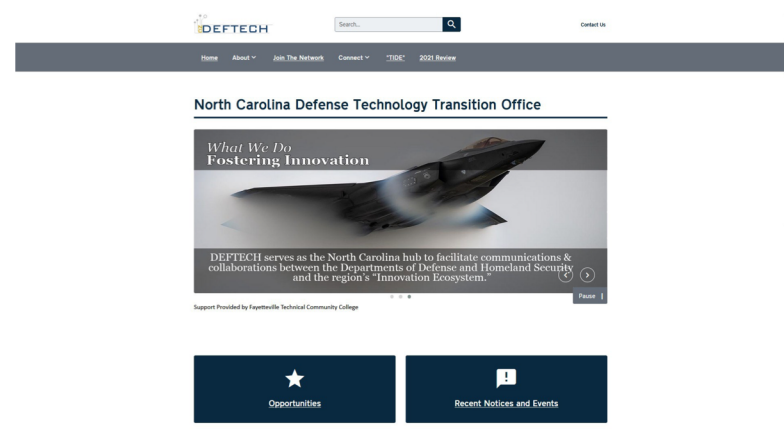 DEFTECH
Search...
Contact Us
Home About Join The Network Connect "TIDE" 2021 Review
North Carolina Defense Technology Transition Office
What We Do
Fostering Innovation
DEFTECH serves as the North Carolina hub to facilitate communications &
collaborations between the Departments of Defense and Homeland Security
and the region's "Innovation Ecosystem."
Pause
Support Provided by Fayetteville Technical Community College
Opportunities
Recent Notices and Events